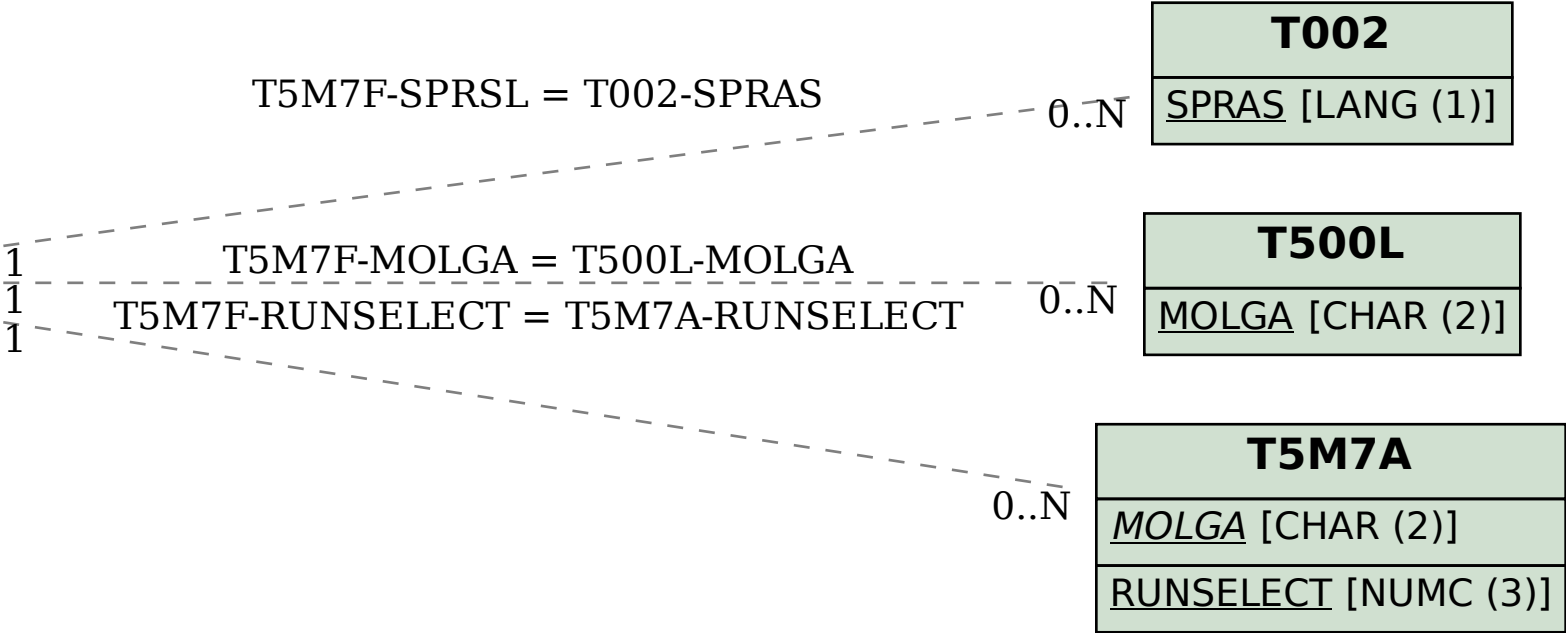 T002
T5M7F-SPRSL = T002-SPRAS
0..N
SPRAS [LANG (1)]
T500L
1
T5M7F-MOLGA = T500L-MOLGA
1
T5M7F-RUNSELECT = T5M7A-RUNSELECT
0..N
MOLGA [CHAR (2)]
1
T5M7A
0..N
MOLGA [CHAR (2)]
RUNSELECT [NUMC (3)]